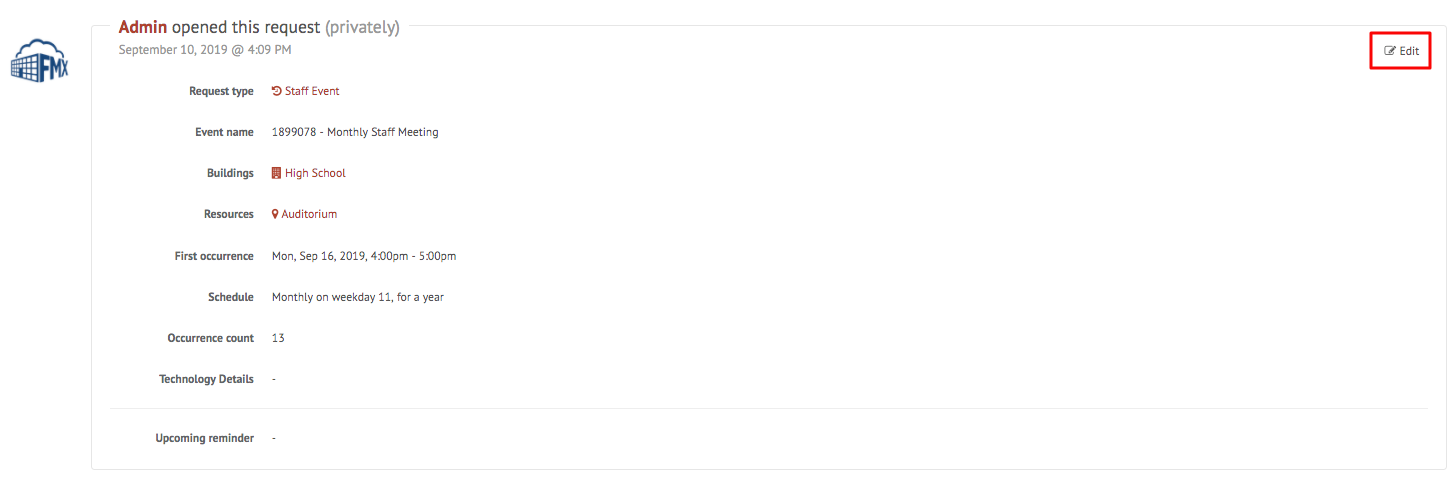 Admin opened this request (privately)
September 10, 2019 @ 4:09 PM
FMX
Edit
Request type Staff Event
Event name 1899078 - Monthly Staff Meeting
Buildings High School
Resources Auditorium
First occurrence Mon, Sep 16, 2019, 4:00pm - 5:00pm
Schedule Monthly on weekday 11, for a year
Occurrence count 13
Technology Details -
Upcoming reminder -